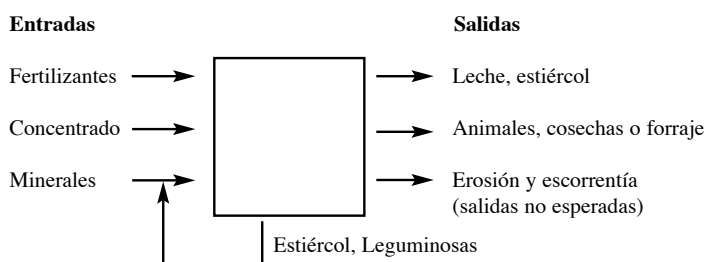 Entradas
Salidas
Fertilizantes
Leche, estiércol
Concentrado
Animales, cosechas o forraje
Minerales
Erosión y escorrentía
(salidas no esperadas)
Estiércol, Leguminosas